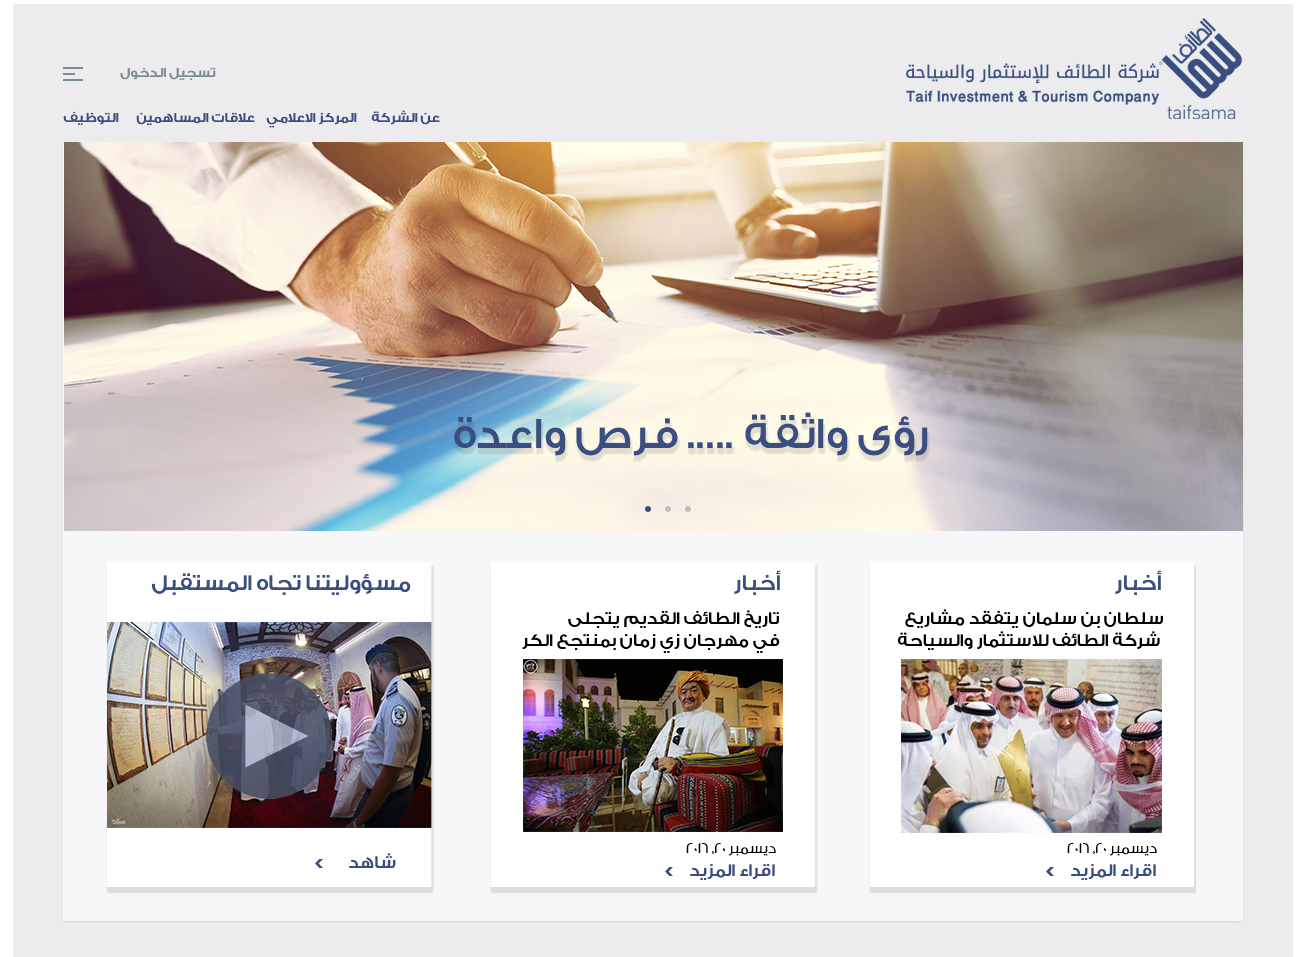 الطائف
سما
شركة الطائف للإستثمار والسياحة
Taif Investment & Tourism Company
taifsama
تسجيل الدخول
عن الشركة
المركز الاعلامي
علاقات المساهمين
التوظيف
رؤى واثقة ..... فرص واعدة
أخبار
سلطان بن سلمان يتفقد مشاريع
شركة الطائف للاستثمار والسياحة
ديسمبر ٢٠, ٢٠١٦
اقراء المزيد
أخبار
تاريخ الطائف القديم يتجلى
في مهرجان زي زمان بمنتجع الكر
ديسمبر ٢٠, ٢٠١٦
اقراء المزيد
مسؤوليتنا تجاه المستقبل
شاهد